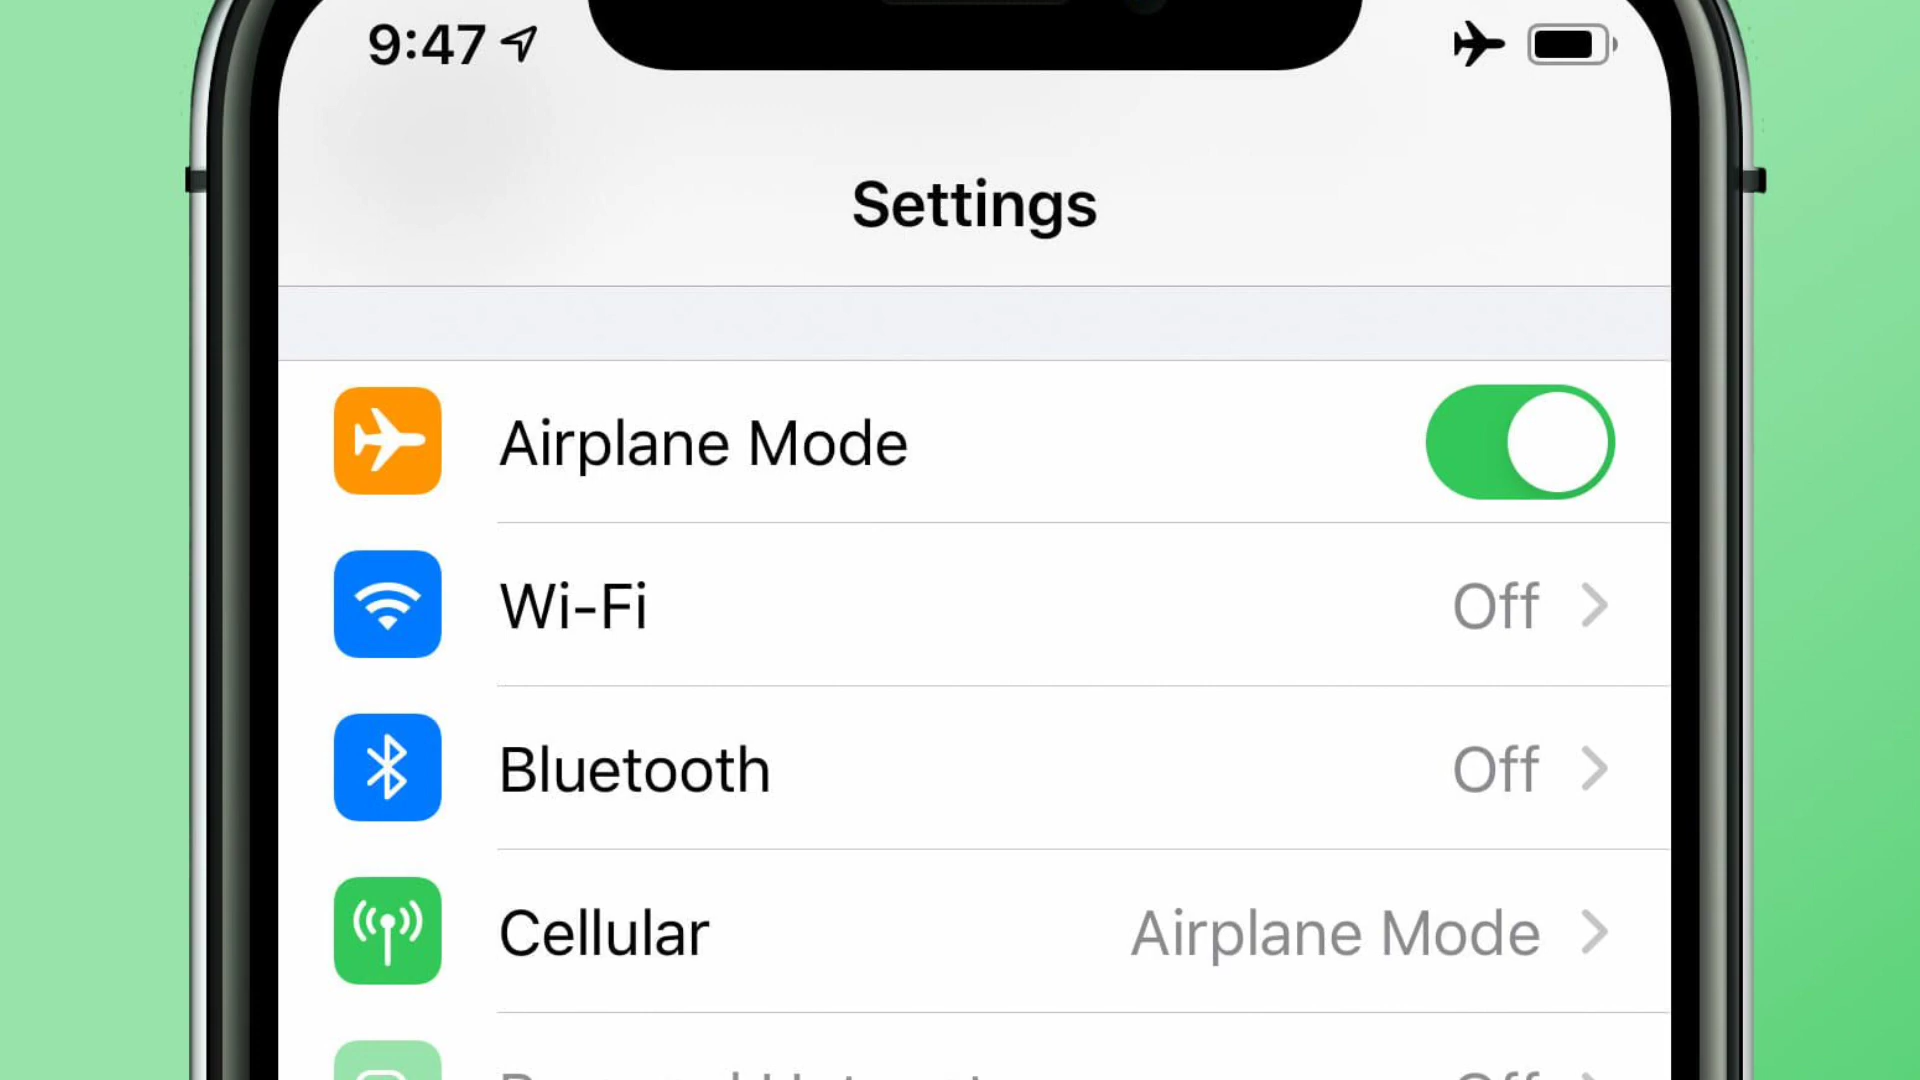 9:47
Settings
Airplane Mode
Wi-Fi Off
Bluetooth Off
Cellular Airplane Mode